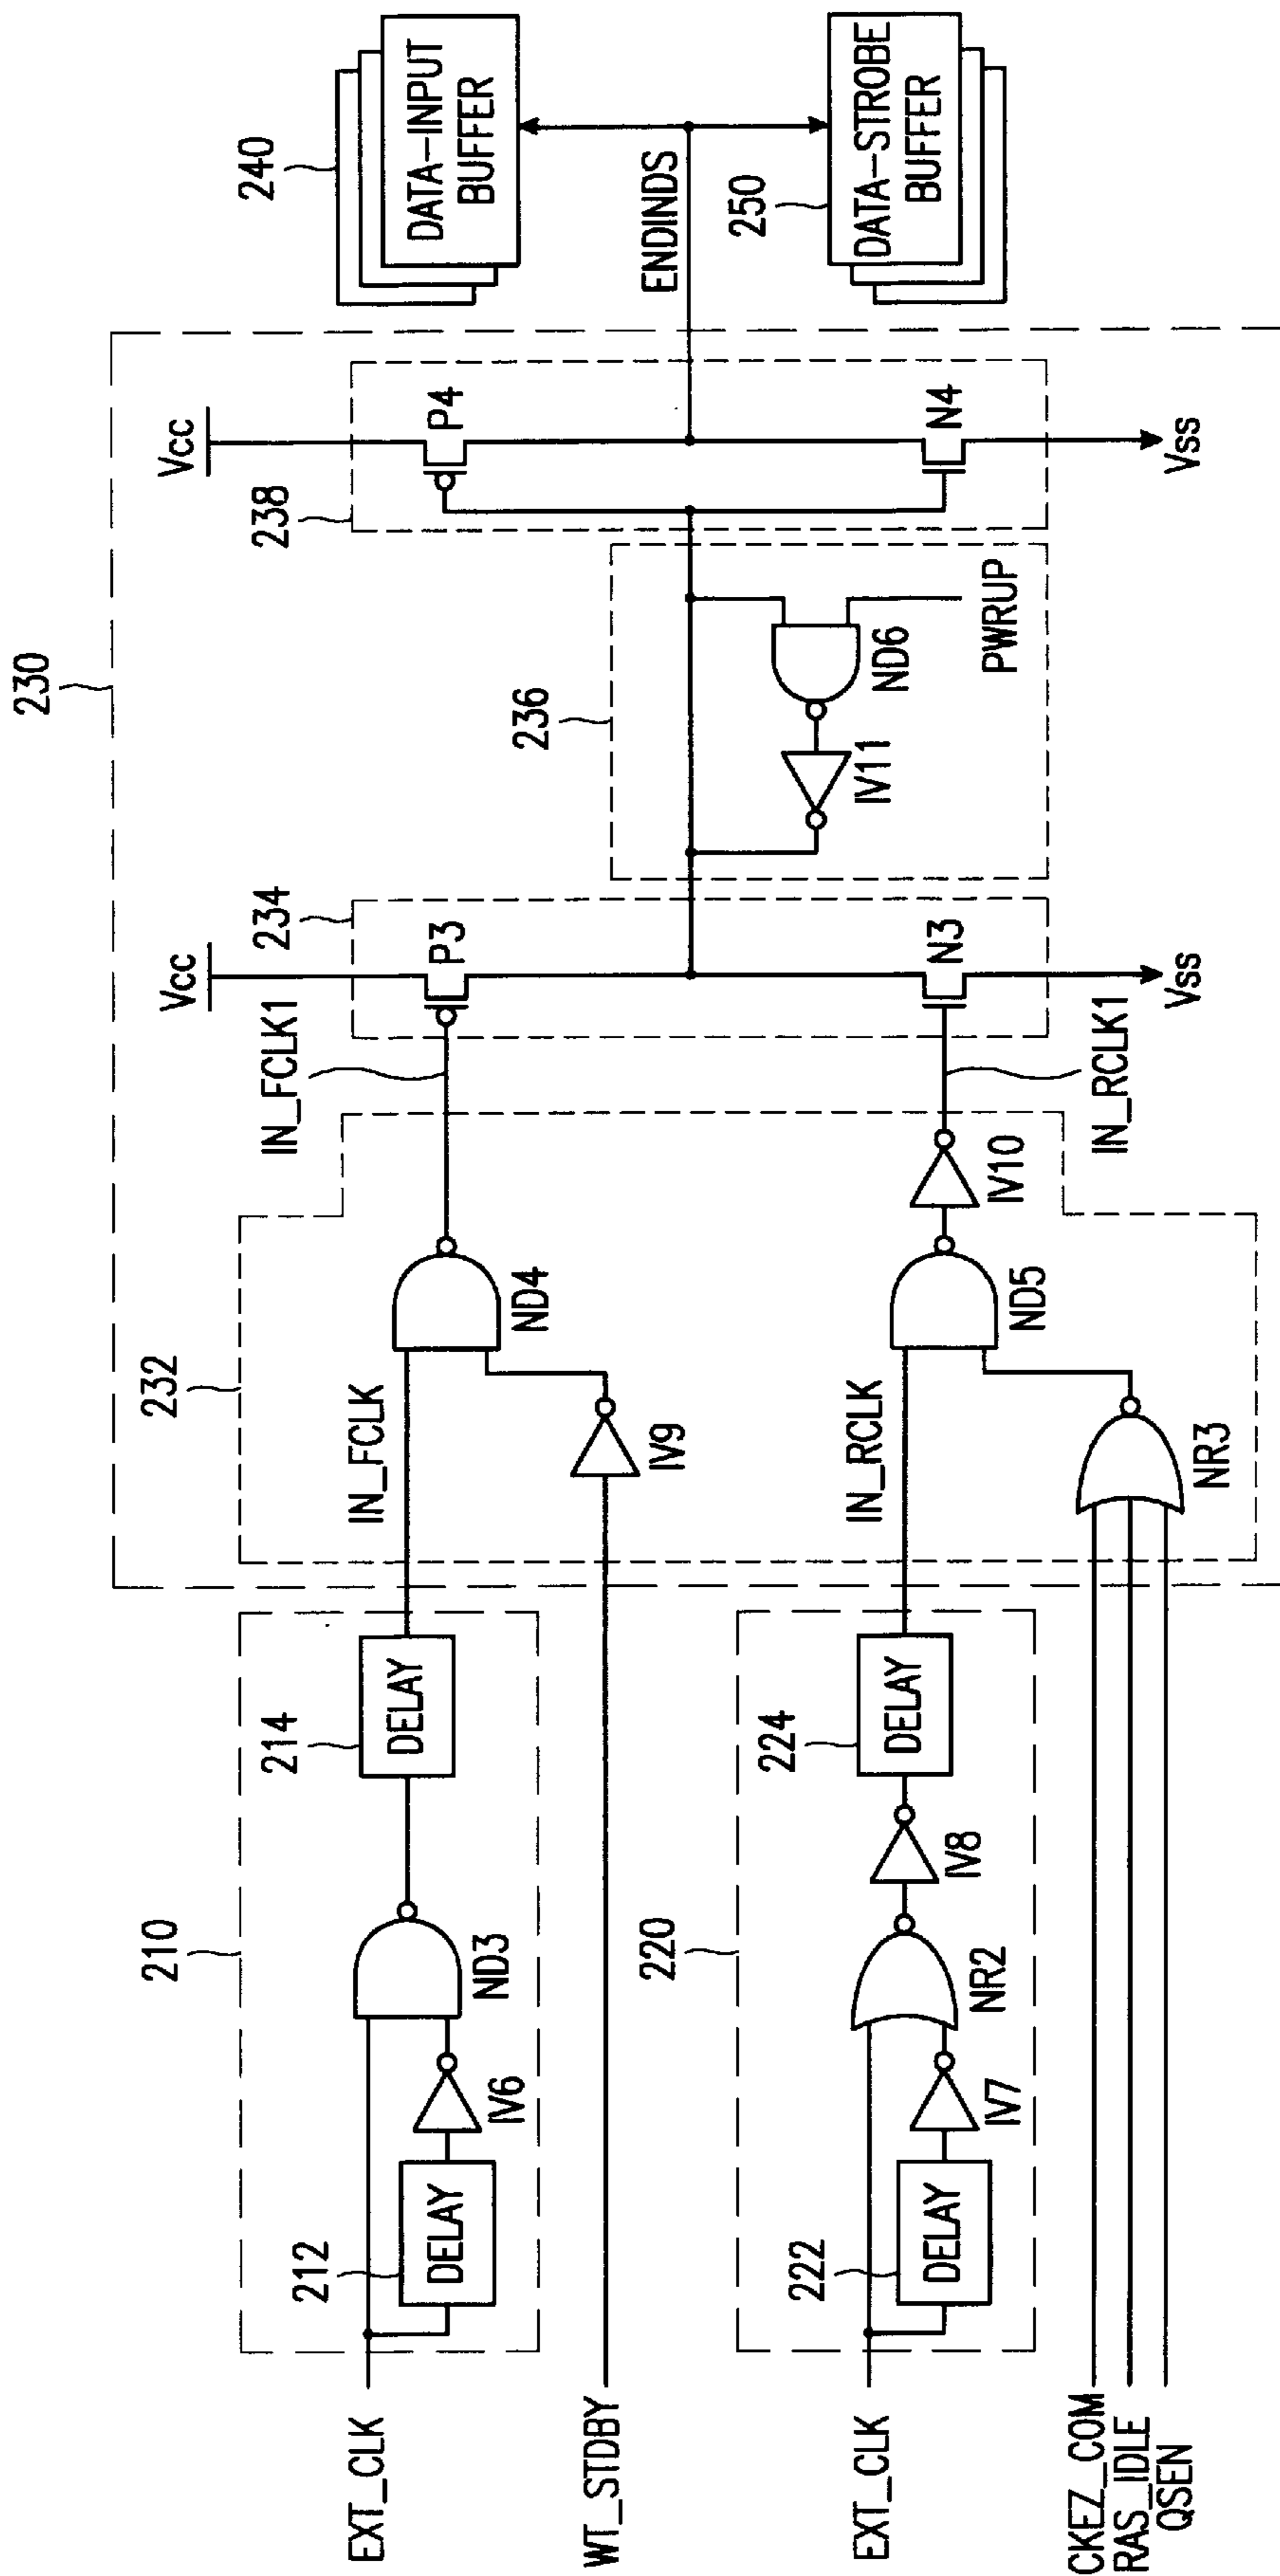 230
240
DATA-INPUT
BUFFER
ENDINDS
250
DATA-STROBE
BUFFER
Vcc
P4
238
N4
Vss
236
ND6
IV11
PWRUP
Vcc
234
P3
N3
Vss
IN_FCLK1
IN_RCLK1
232
IN_FCLK
ND4
IV9
IN_RCLK
ND5
IV10
NR3
210
214
DELAY
ND3
IV6
212
DELAY
EXT_CLK
WT_STDBY
220
224
DELAY
IV8
NR2
IV7
222
DELAY
EXT_CLK
CKEZ_COM
RAS_IDLE
QSEN